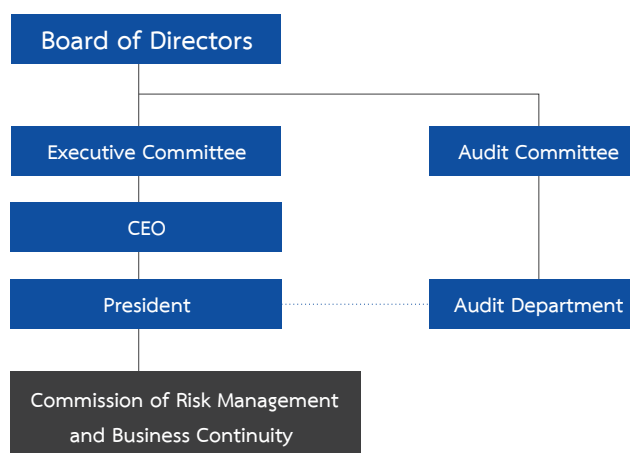 Board of Directors
Executive Committee
Audit Committee
CEO
President
Audit Department
Commission of Risk Management
and Business Continuity